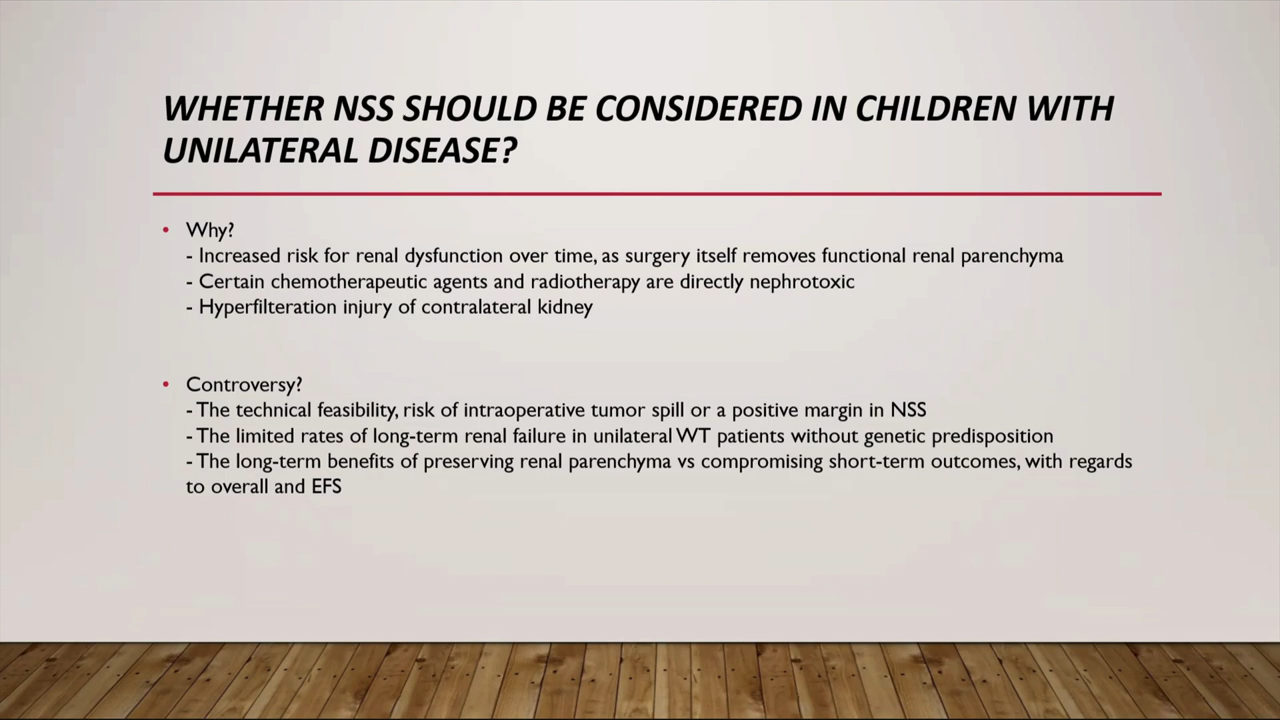 WHETHER NSS SHOULD BE CONSIDERED IN CHILDREN WITH
UNILATERAL DISEASE?
• Why?
- Increased risk for renal dysfunction over time, as surgery itself removes functional renal parenchyma
- Certain chemotherapeutic agents and radiotherapy are directly nephrotoxic
- Hyperfilteration injury of contralateral kidney
• Controversy?
- The technical feasibility, risk of intraoperative tumor spill or a positive margin in NSS
- The limited rates of long-term renal failure in unilateral WT patients without genetic predisposition
- The long-term benefits of preserving renal parenchyma vs compromising short-term outcomes, with regards
to overall and EFS